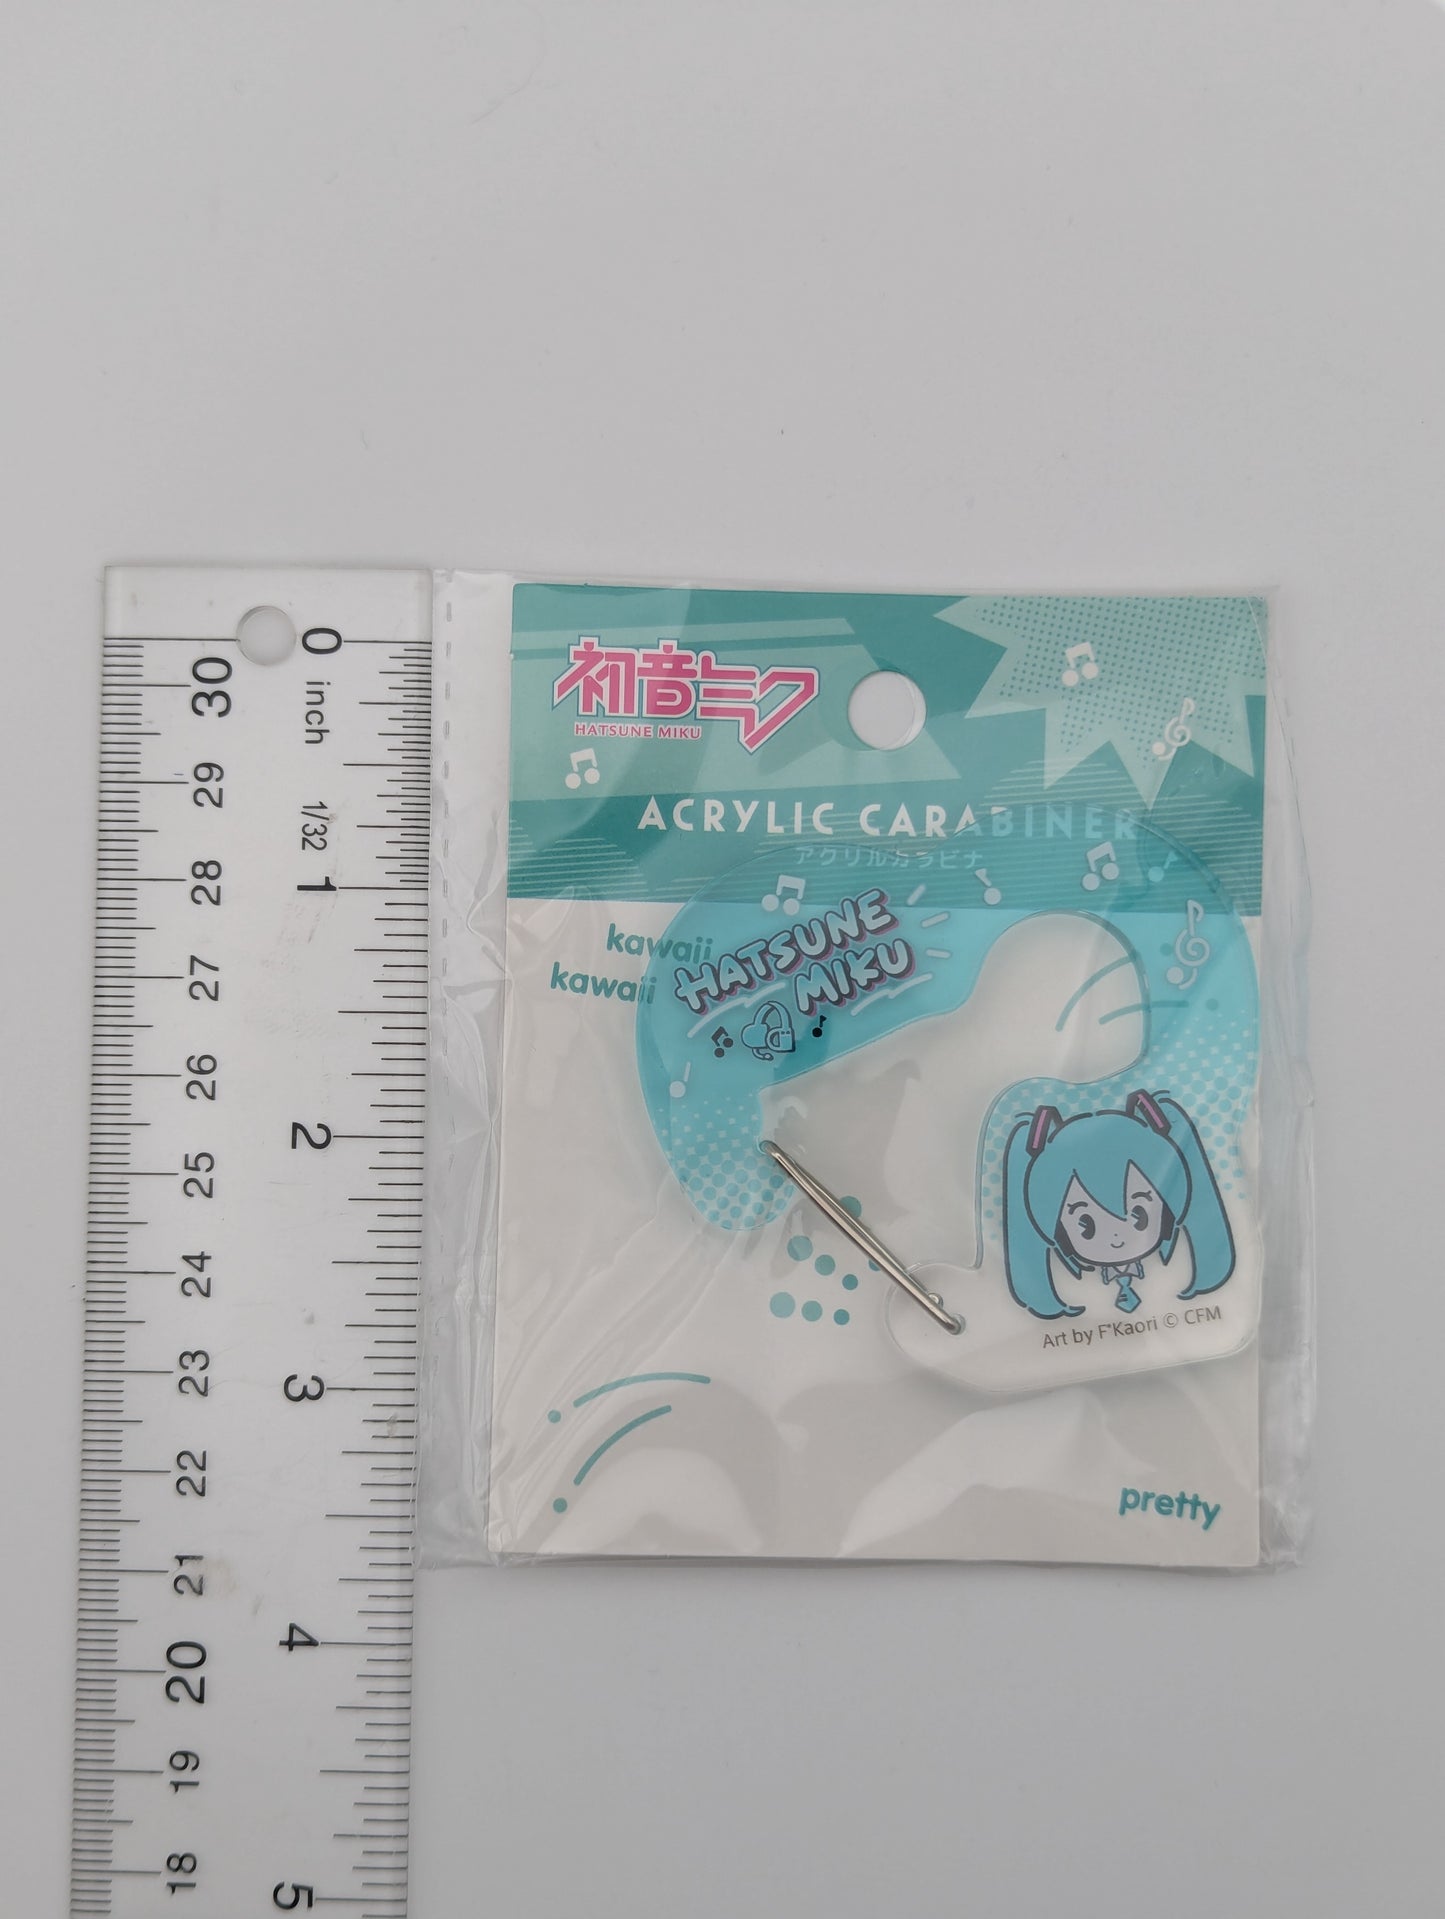 初音ミク
HATSUNE MIKU
ACRYLIC CARABINER
アクリルカラビナ
kawaii
kawaii
HATSUNE
MIKU
Art by F*Kaori © CFM
pretty
0
inch
1/32
1
2
3
4
5
30
29
28
27
26
25
24
23
22
21
20
19
18